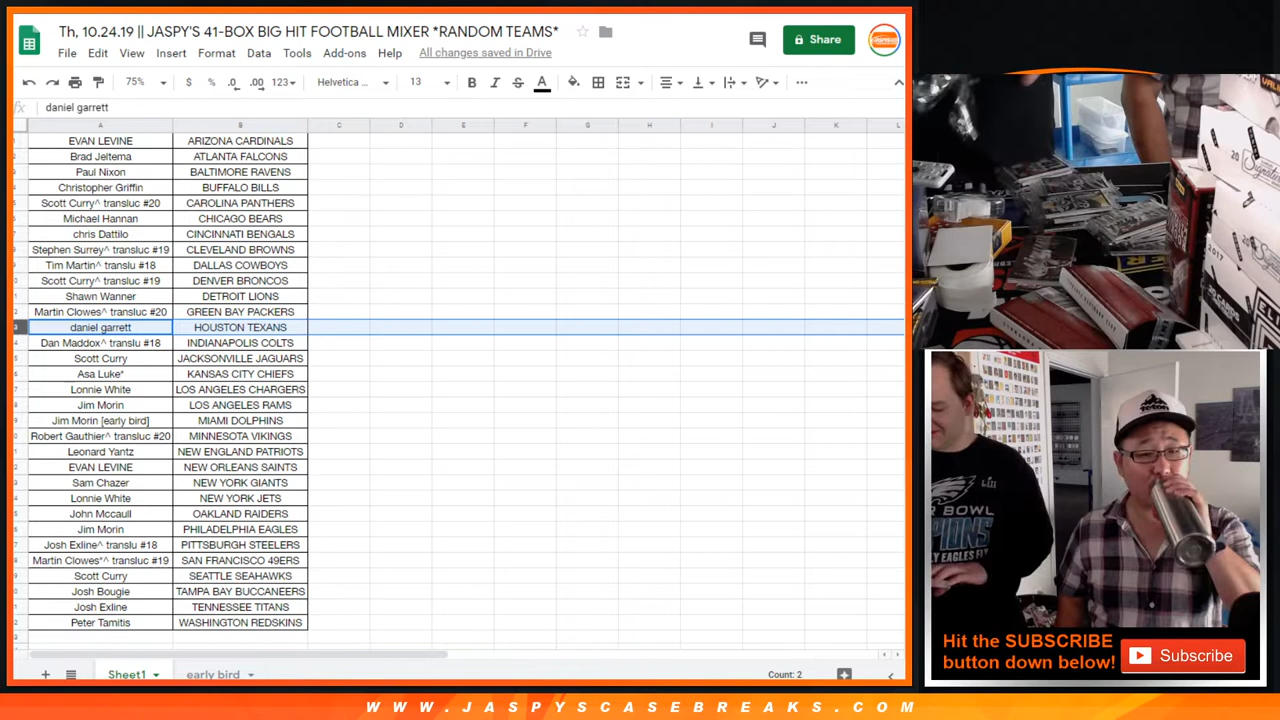 Th, 10.24.19 || JASPY'S 41-BOX BIG HIT FOOTBALL MIXER *RANDOM TEAMS*
File Edit View Insert Format Data Tools Add-ons Help All changes saved in Drive
Share
75% $ % .0 .00 123 Helvetica ... 13 B I S A
fx daniel garrett
A B C D E F G H I J K L
EVAN LEVINE ARIZONA CARDINALS
Brad Jeitema ATLANTA FALCONS
Paul Nixon BALTIMORE RAVENS
Christopher Griffin BUFFALO BILLS
Scott Curry^ transluc #20 CAROLINA PANTHERS
Michael Hannan CHICAGO BEARS
chris Dattilo CINCINNATI BENGALS
Stephen Surrey^ transluc #19 CLEVELAND BROWNS
Tim Martin^ translu #18 DALLAS COWBOYS
Scott Curry^ transluc #19 DENVER BRONCOS
Shawn Wanner DETROIT LIONS
Martin Clowes^ transluc #20 GREEN BAY PACKERS
daniel garrett HOUSTON TEXANS
Dan Maddox^ translu #18 INDIANAPOLIS COLTS
Scott Curry JACKSONVILLE JAGUARS
Asa Luke* KANSAS CITY CHIEFS
Lonnie White LOS ANGELES CHARGERS
Jim Morin LOS ANGELES RAMS
Jim Morin [early bird] MIAMI DOLPHINS
Robert Gauthier^ transluc #20 MINNESOTA VIKINGS
Leonard Yantz NEW ENGLAND PATRIOTS
EVAN LEVINE NEW ORLEANS SAINTS
Sam Chazer NEW YORK GIANTS
Lonnie White NEW YORK JETS
John Mccaull OAKLAND RAIDERS
Jim Morin PHILADELPHIA EAGLES
Josh Exline^ translu #18 PITTSBURGH STEELERS
Martin Clowes*^ transluc #19 SAN FRANCISCO 49ERS
Scott Curry SEATTLE SEAHAWKS
Josh Bougie TAMPA BAY BUCCANEERS
Josh Exline TENNESSEE TITANS
Peter Tamitis WASHINGTON REDSKINS
Sheet1 early bird Count: 2
LII
Hit the SUBSCRIBE
button down below!
Subscribe
WWW.JASPYSCASEBREAKS.COM